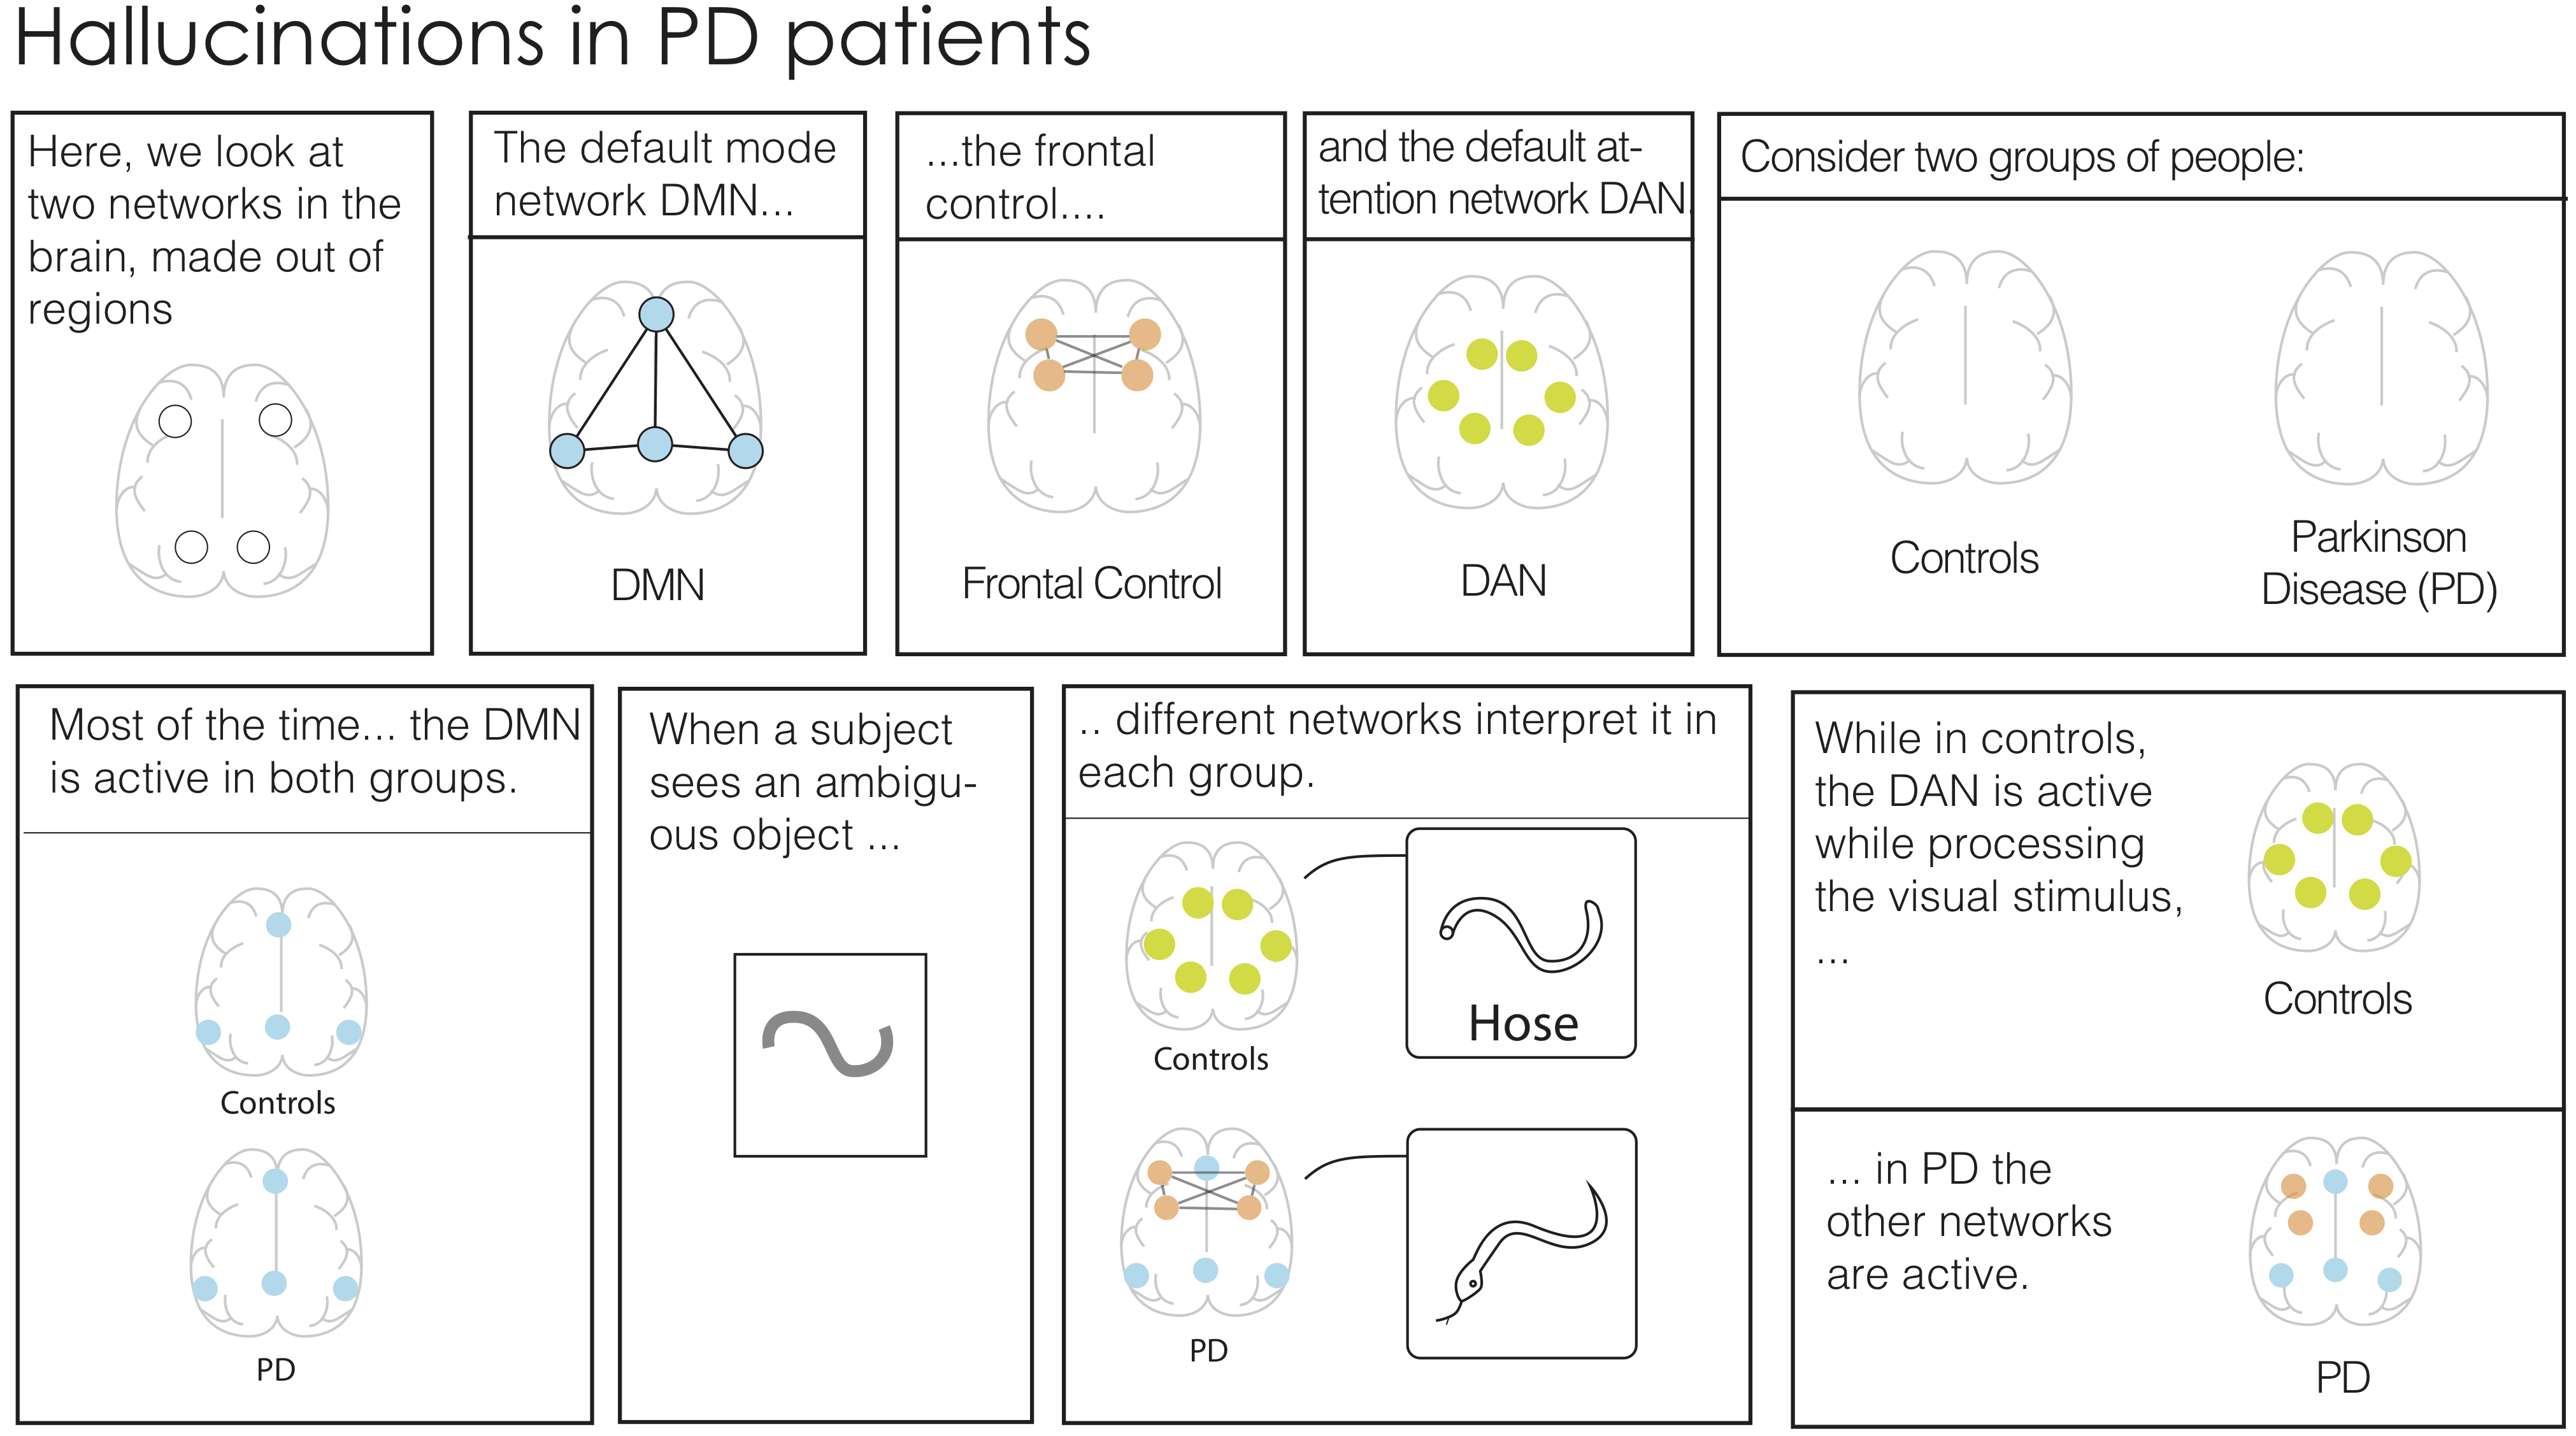 Hallucinations in PD patients
Here, we look at
two networks in the
brain, made out of
regions
The default mode
network DMN...
DMN
...the frontal
control....
Frontal Control
and the default at-
tention network DAN.
DAN
Consider two groups of people:
Controls
Parkinson
Disease (PD)
Most of the time... the DMN
is active in both groups.
Controls
PD
When a subject
sees an ambigu-
ous object ...
.. different networks interpret it in
each group.
Controls
Hose
PD
While in controls,
the DAN is active
while processing
the visual stimulus,
...
Controls
... in PD the
other networks
are active.
PD